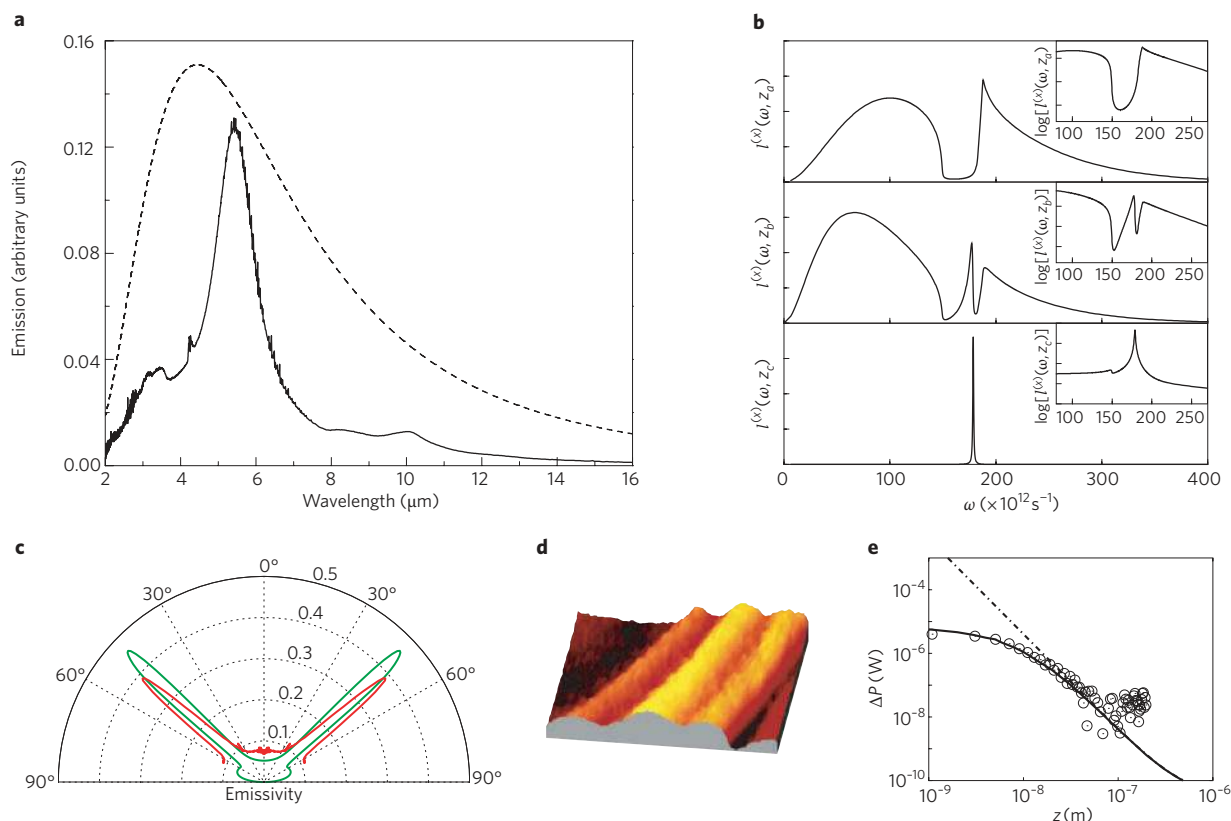 a
0.16
0.12
0.08
0.04
0.00
Emission (arbitrary units)
2 4 6 8 10 12 14 16
Wavelength (μm)
b
I^(x)(ω, z_a)
log[I^(x)(ω, z_a)
100 150 200 250
I^(x)(ω, z_b)
log[I^(x)(ω, z_b)]
100 150 200 250
I^(x)(ω, z_c)
log[I^(x)(ω, z_c)]
100 150 200 250
0 100 200 300 400
ω (×10^12 s^−1)
c
0°
30° 30°
60° 60°
90° 90°
0.5
0.4
0.3
0.2
0.1
Emissivity
d
e
10^−4
10^−6
10^−8
10^−10
ΔP (W)
10^−9 10^−8 10^−7 10^−6
z (m)